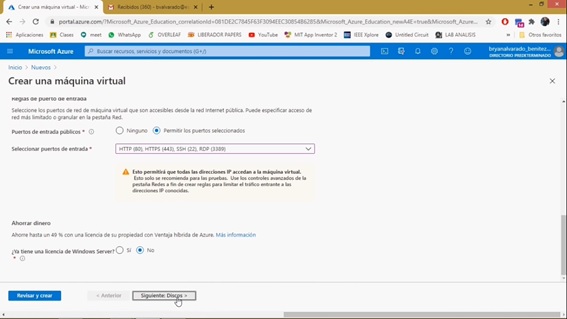 Crear una máquina virtual - Micro
Recibidos (380) - bvalvarado@
portal.azure.com/?Microsoft_Azure_Education_correlationId=081DE2C7845F63F3094EEC30854B62B5&Microsoft_Azure_Education_newA4E=true&Microsoft_Azure...
Aplicaciones
Clases
meet
WhatsApp
OVERLEAF
LIBERADOR PAPERS
YouTube
MIT App Inventor 2
IEEE Xplore
Untitled Diagram
LAB ANALISIS
Otros favoritos
Microsoft Azure
Buscar recursos, servicios y documentos (G+/)
bryanalvarado_benitez...
DIRECTORIO PREDETERMINADO
Inicio > Nuevos >
Crear una máquina virtual
Reglas de puerto de entrada
Seleccione los puertos de red de máquina virtual que son accesibles desde la red internet pública. Puede especificar acceso
de red más limitado o granular en la pestaña Red.
Puertos de entrada públicos *
Ninguno
Permitir los puertos seleccionados
Seleccionar puertos de entrada *
HTTP (80), HTTPS (443), SSH (22), RDP (3389)
Esto permitirá que todas las direcciones IP accedan a la máquina virtual.
Esto solo se recomienda para las pruebas. Use los controles avanzados de la
pestaña Redes a fin de crear reglas para limitar el tráfico entrante a las
direcciones IP conocidas.
Ahorrar dinero
Ahorre hasta un 49 % con una licencia de su propiedad con Ventaja híbrida de Azure. Más información
¿Ya tiene una licencia de Windows Server?
*
Sí
No
Revisar y crear
< Anterior
Siguiente: Discos >